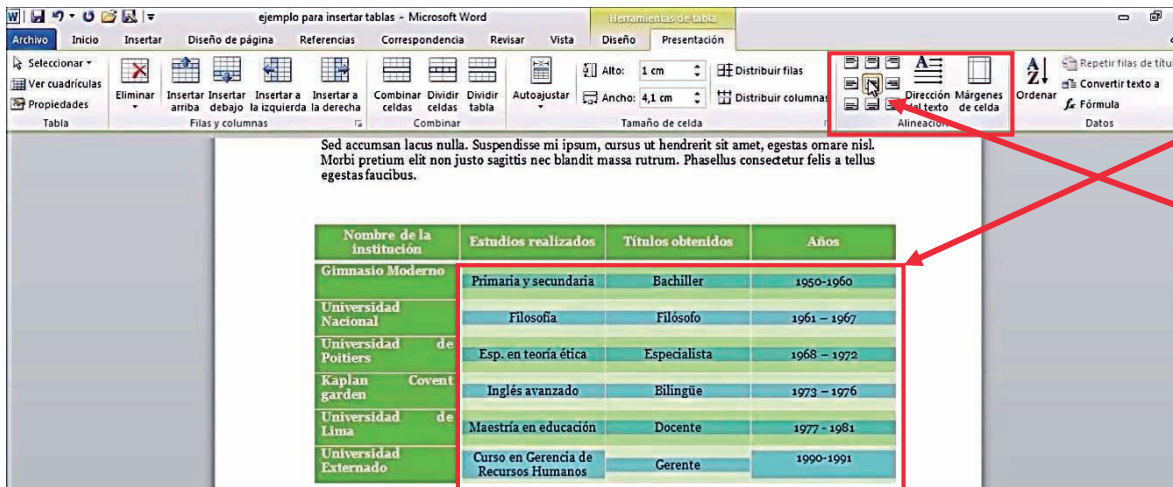 ejemplo para insertar tablas - Microsoft Word
Herramientas de tabla
Archivo Inicio Insertar Diseño de página Referencias Correspondencia Revisar Vista Diseño Presentación
Seleccionar
Ver cuadrículas
Propiedades
Tabla
Eliminar
Insertar arriba
Insertar debajo
Insertar a la izquierda
Insertar a la derecha
Filas y columnas
Combinar celdas
Dividir celdas
Dividir tabla
Combinar
Autoajustar
Alto: 1 cm
Ancho: 4,1 cm
Distribuir filas
Distribuir columnas
Tamaño de celda
Dirección del texto
Márgenes de celda
Alineación
Ordenar
Repetir filas de títul
Convertir texto a
Fórmula
Datos
Sed accumsan lacus nulla. Suspendisse mi ipsum, cursus ut hendrerit sit amet, egestas ornare nisl.
Morbi pretium elit non justo sagittis nec blandit massa rutrum. Phasellus consectetur felis a tellus
egestas faucibus.
Nombre de la institución Estudios realizados Títulos obtenidos Años
Gimnasio Moderno Primaria y secundaria Bachiller 1950-1960
Universidad Nacional Filosofía Filósofo 1961 – 1967
Universidad de Poitiers Esp. en teoría ética Especialista 1968 – 1972
Kaplan Covent garden Inglés avanzado Bilingüe 1973 – 1976
Universidad de Lima Maestría en educación Docente 1977 - 1981
Universidad Externado Curso en Gerencia de Recursos Humanos Gerente 1990-1991